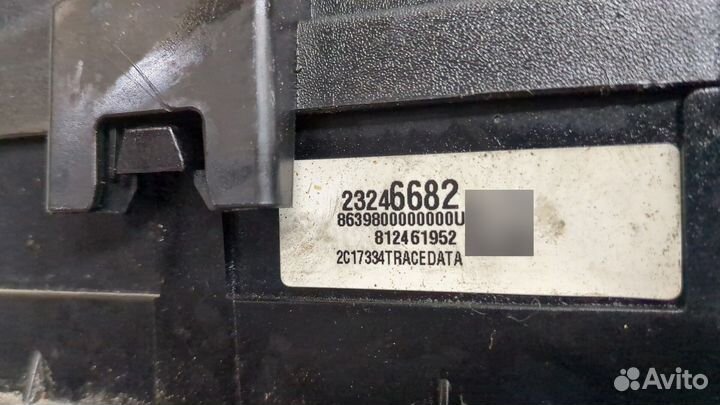 23246682
8639800000000U
812461952
2C17334TRACEDATA
Avito